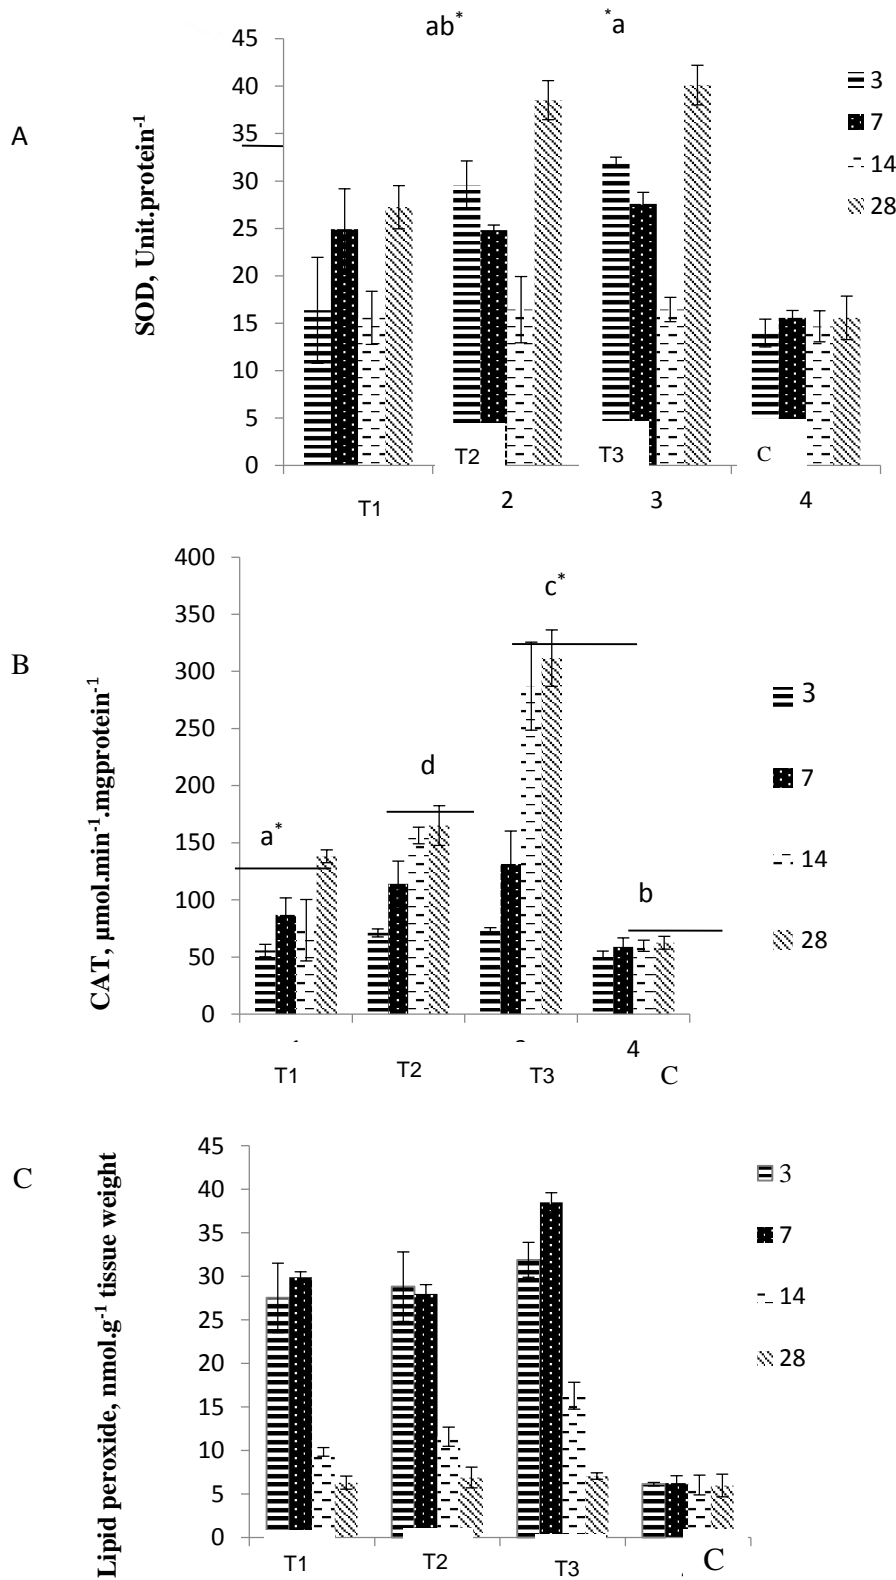 ab* *a
A
SOD, Unit.protein⁻¹
45
40
35
30
25
20
15
10
5
0
3
7
14
28
T2 T3 C
T1 2 3 4
B
CAT, µmol.min⁻¹.mgprotein⁻¹
400
350
300
250
200
150
100
50
0
c*
d
a*
b
3
7
14
28
4
T1 T2 T3 C
C
Lipid peroxide, nmol.g⁻¹ tissue weight
45
40
35
30
25
20
15
10
5
0
3
7
14
28
T1 T2 T3 C